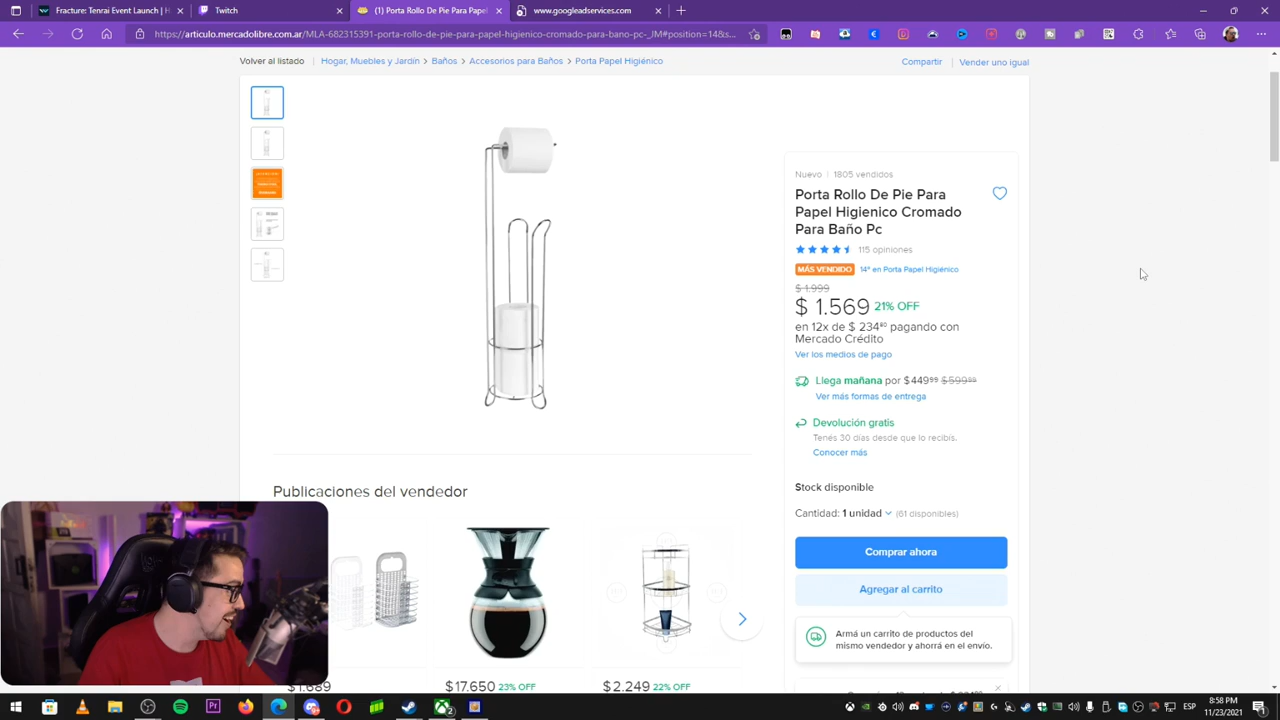 Fracture: Tenrai Event Launch |
Twitch
Porta Rollo De Pie Para Papel
www.googleadservices.com
https://articulo.mercadolibre.com.ar/MLA-682315391-porta-rollo-de-pie-para-papel-higienico-cromado-para-bano-pc-_JM#position=14&s...
Volver al listado
Hogar, Muebles y Jardín > Baños > Accesorios para Baños > Porta Papel Higiénico
Compartir
Vender uno igual
Nuevo | 1805 vendidos
Porta Rollo De Pie Para
Papel Higienico Cromado
Para Baño Pc
115 opiniones
MÁS VENDIDO 14º en Porta Papel Higiénico
$ 1.999
$ 1.569 21% OFF
en 12x de $ 234⁸⁰ pagando con
Mercado Crédito
Ver los medios de pago
Llega mañana por $ 449⁹⁹ $ 599⁹⁹
Ver más formas de entrega
Devolución gratis
Tenés 30 días desde que lo recibís.
Conocer más
Stock disponible
Cantidad: 1 unidad (61 disponibles)
Comprar ahora
Agregar al carrito
Armá un carrito de productos del
mismo vendedor y ahorrá en el envío.
Publicaciones del vendedor
$ 1.689
$ 17.650 23% OFF
$ 2.249 22% OFF
ESP
8:58 PM
11/23/2021